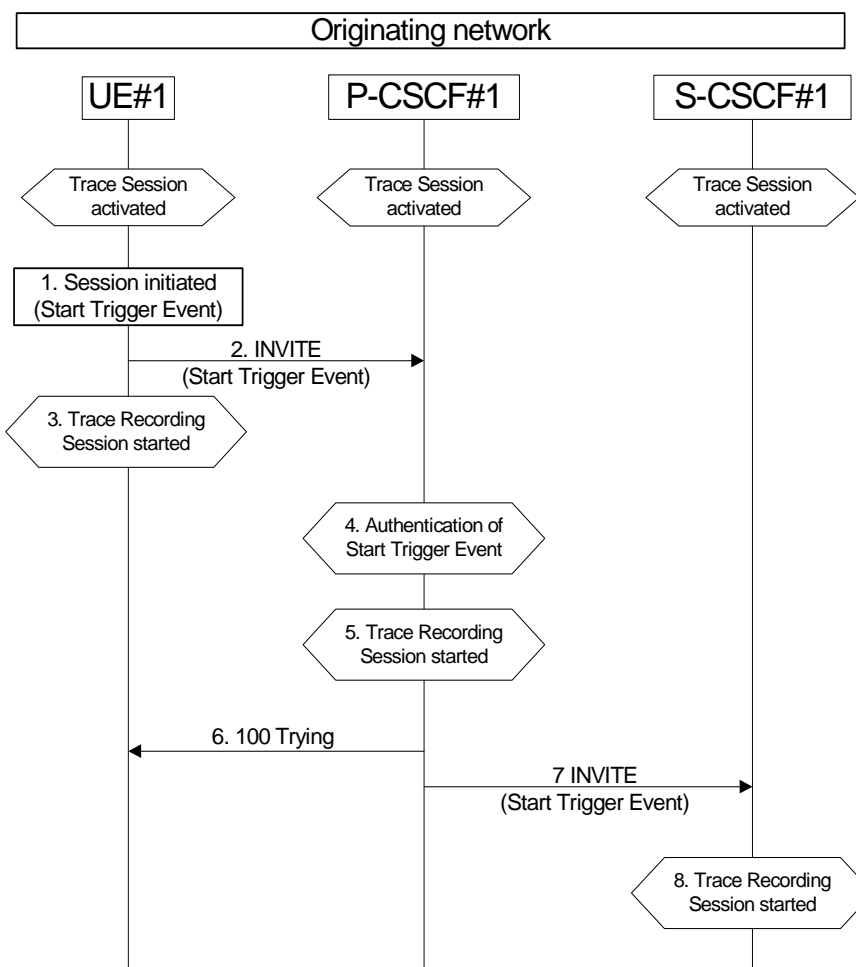 Originating network
UE#1
P-CSCF#1
S-CSCF#1
Trace Session
activated
Trace Session
activated
Trace Session
activated
1. Session initiated
(Start Trigger Event)
2. INVITE
(Start Trigger Event)
3. Trace Recording
Session started
4. Authentication of
Start Trigger Event
5. Trace Recording
Session started
6. 100 Trying
7 INVITE
(Start Trigger Event)
8. Trace Recording
Session started